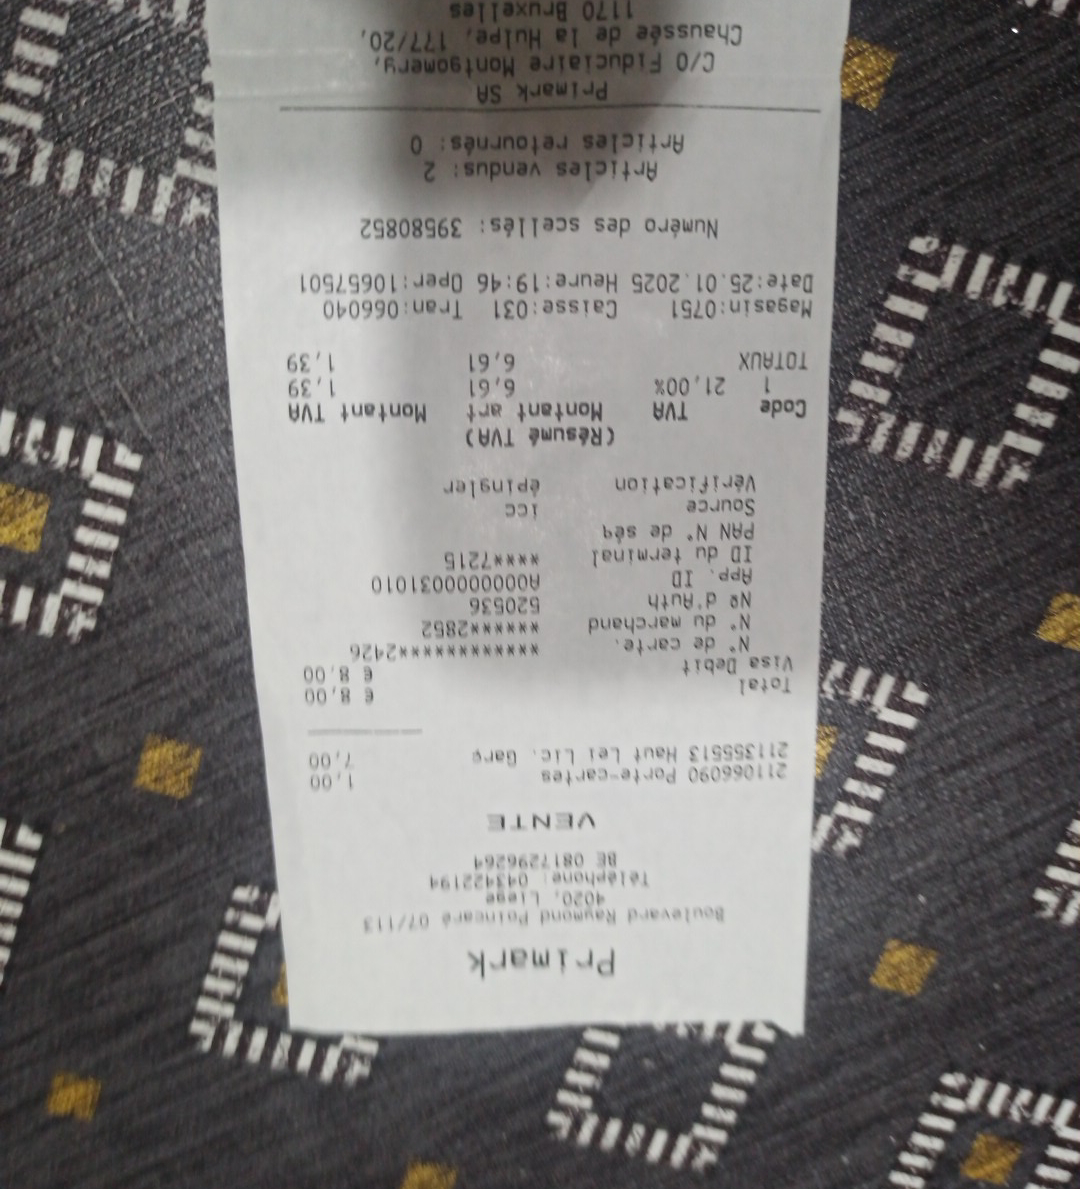 Primark
Boulevard Raymond Poincaré 07/113
4020, Liege
Téléphone: 043422194
BE 0817296264
VENTE
211066090 Porte-cartes 1,00
211355513 Haut Lei Lic. Garç 7,00
Total € 8,00
Visa Debit € 8,00
N° de carte. ************2426
N° du marchand ******2852
Nº d'Auth 520536
App. ID A0000000031010
ID du terminal ****7215
PAN N° de séq
Source icc
Vérification épingler
(Résumé TVA)
Code TVA Montant art Montant TVA
1 21,00% 6,61 1,39
TOTAUX 6,61 1,39
Magasin:0751 Caisse:031 Tran:066040
Date:25.01.2025 Heure:19:46 Oper:10657501
Numéro des scellés: 39580852
Articles vendus: 2
Articles retournés: 0
Primark SA
C/O Fiduciaire Montgomery,
Chaussée de la Hulpe, 177/20,
1170 Bruxelles